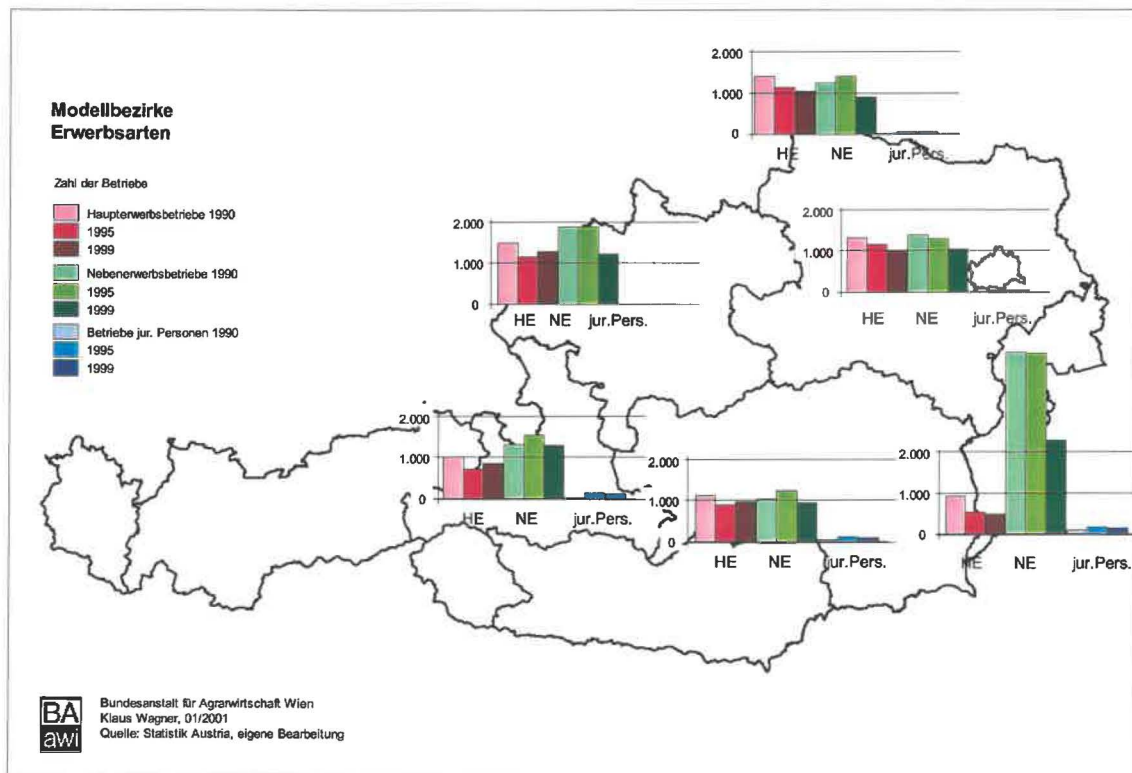 Modellbezirke
Erwerbsarten
Zahl der Betriebe
Haupterwerbsbetriebe 1990
1995
1999
Nebenerwerbsbetriebe 1990
1995
1999
Betriebe jur. Personen 1990
1995
1999
2.000
1.000
0
HE NE jur.Pers.
2.000
1.000
0
HE NE jur.Pers.
2.000
1.000
0
HE NE jur.Pers.
2.000
1.000
0
HE NE jur.Pers.
2.000
1.000
0
HE NE jur.Pers.
2.000
1.000
0
HE NE jur.Pers.
BA
awi
Bundesanstalt für Agrarwirtschaft Wien
Klaus Wagner, 01/2001
Quelle: Statistik Austria, eigene Bearbeitung